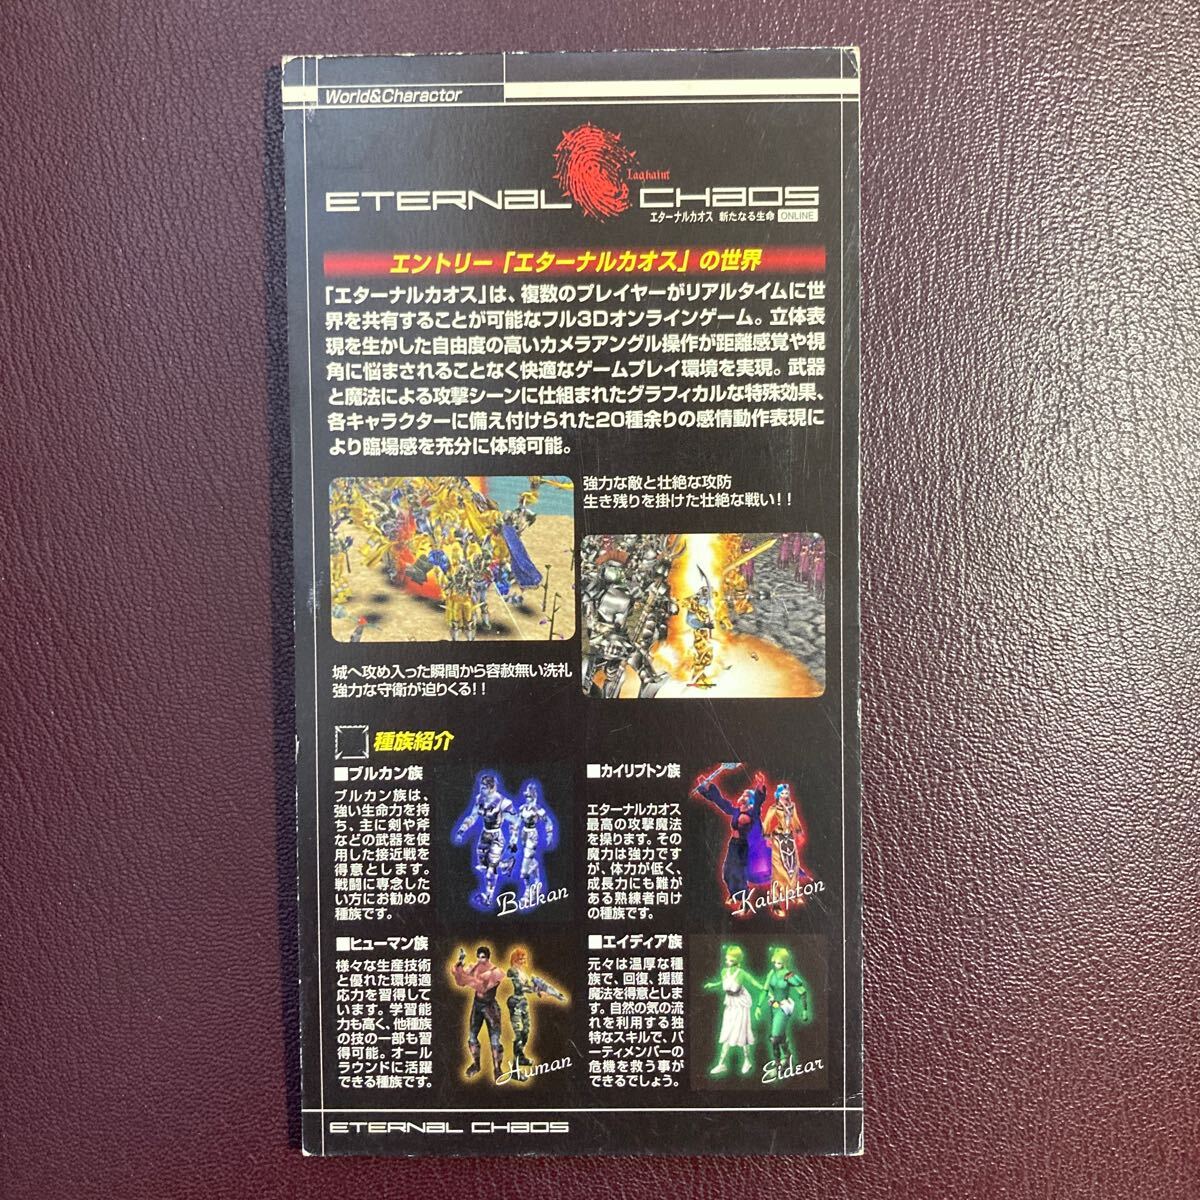 World&Charactor
Laghaint
ETERNAL CHAOS
エターナルカオス 新たなる生命 ONLINE
エントリー「エターナルカオス」の世界
「エターナルカオス」は、複数のプレイヤーがリアルタイムに世
界を共有することが可能なフル3Dオンラインゲーム。立体表
現を生かした自由度の高いカメラアングル操作が距離感覚や視
角に悩まされることなく快適なゲームプレイ環境を実現。武器
と魔法による攻撃シーンに仕組まれたグラフィカルな特殊効果、
各キャラクターに備え付けられた20種余りの感情動作表現に
より臨場感を充分に体験可能。
強力な敵と壮絶な攻防
生き残りを掛けた壮絶な戦い!!
城へ攻め入った瞬間から容赦無い洗礼
強力な守衛が迫りくる!!
種族紹介
■ブルカン族
ブルカン族は、
強い生命力を持
ち、主に剣や斧
などの武器を使
用した接近戦を
得意とします。
戦闘に専念した
い方にお勧めの
種族です。
Bulkan
■カイリプトン族
エターナルカオス
最高の攻撃魔法
を操ります。その
魔力は強力です
が、体力が低く、
成長力にも難が
ある熟練者向け
の種族です。
Kailipton
■ヒューマン族
様々な生産技術
と優れた環境適
応力を習得して
います。学習能
力も高く、他種族
の技の一部も習
得可能。オール
ラウンドに活躍
できる種族です。
Human
■エイディア族
元々は温厚な種
族で、回復、援護
魔法を得意としま
す。自然の気の流
れを利用する独
特なスキルで、パ
ーティメンバーの
危機を救う事が
できるでしょう。
Eidear
ETERNAL CHAOS